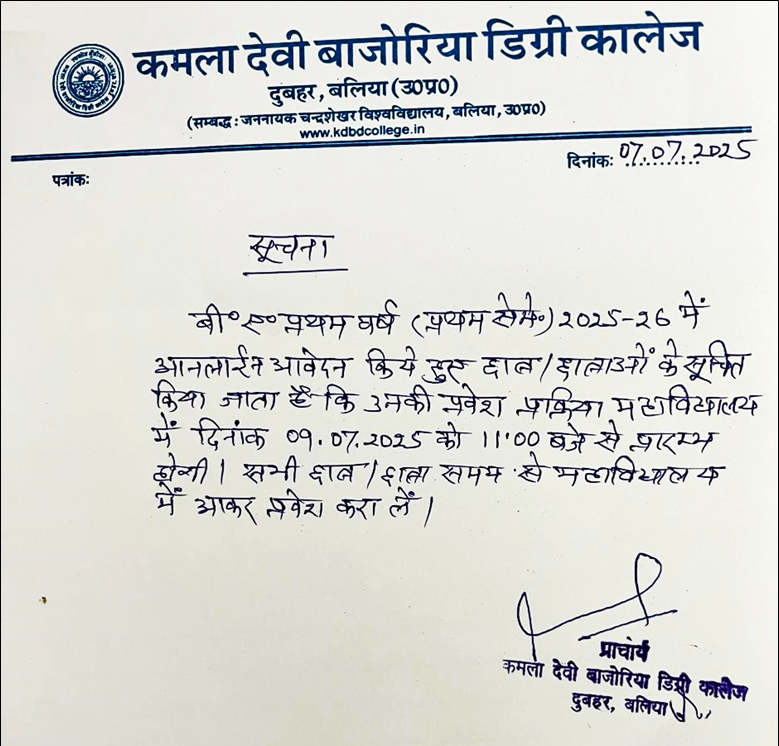 कमला देवी बाजोरिया डिग्री कालेज
दुबहर, बलिया (उ0प्र0)
(सम्बद्ध : जननायक चन्द्रशेखर विश्वविद्यालय, बलिया, उ0प्र0)
www.kdbdcollege.in
दिनांक: 07.07.2025
पत्रांक:
सूचना
बी० ए० प्रथम वर्ष (प्रथम सेमे०) 2025-26 में
आनलाईन आवेदन किये हुए छात्र/छात्राओं के सूचित
किया जाता है कि उनकी प्रवेश प्रक्रिया महाविद्यालय
में दिनांक 09.07.2025 को 11:00 बजे से प्रारम्भ
होगी। सभी छात्र/छात्रा समय से महाविद्यालय
में आकर प्रवेश करा लें।
प्राचार्य
कमला देवी बाजोरिया डिग्री कालेज
दुबहर, बलिया